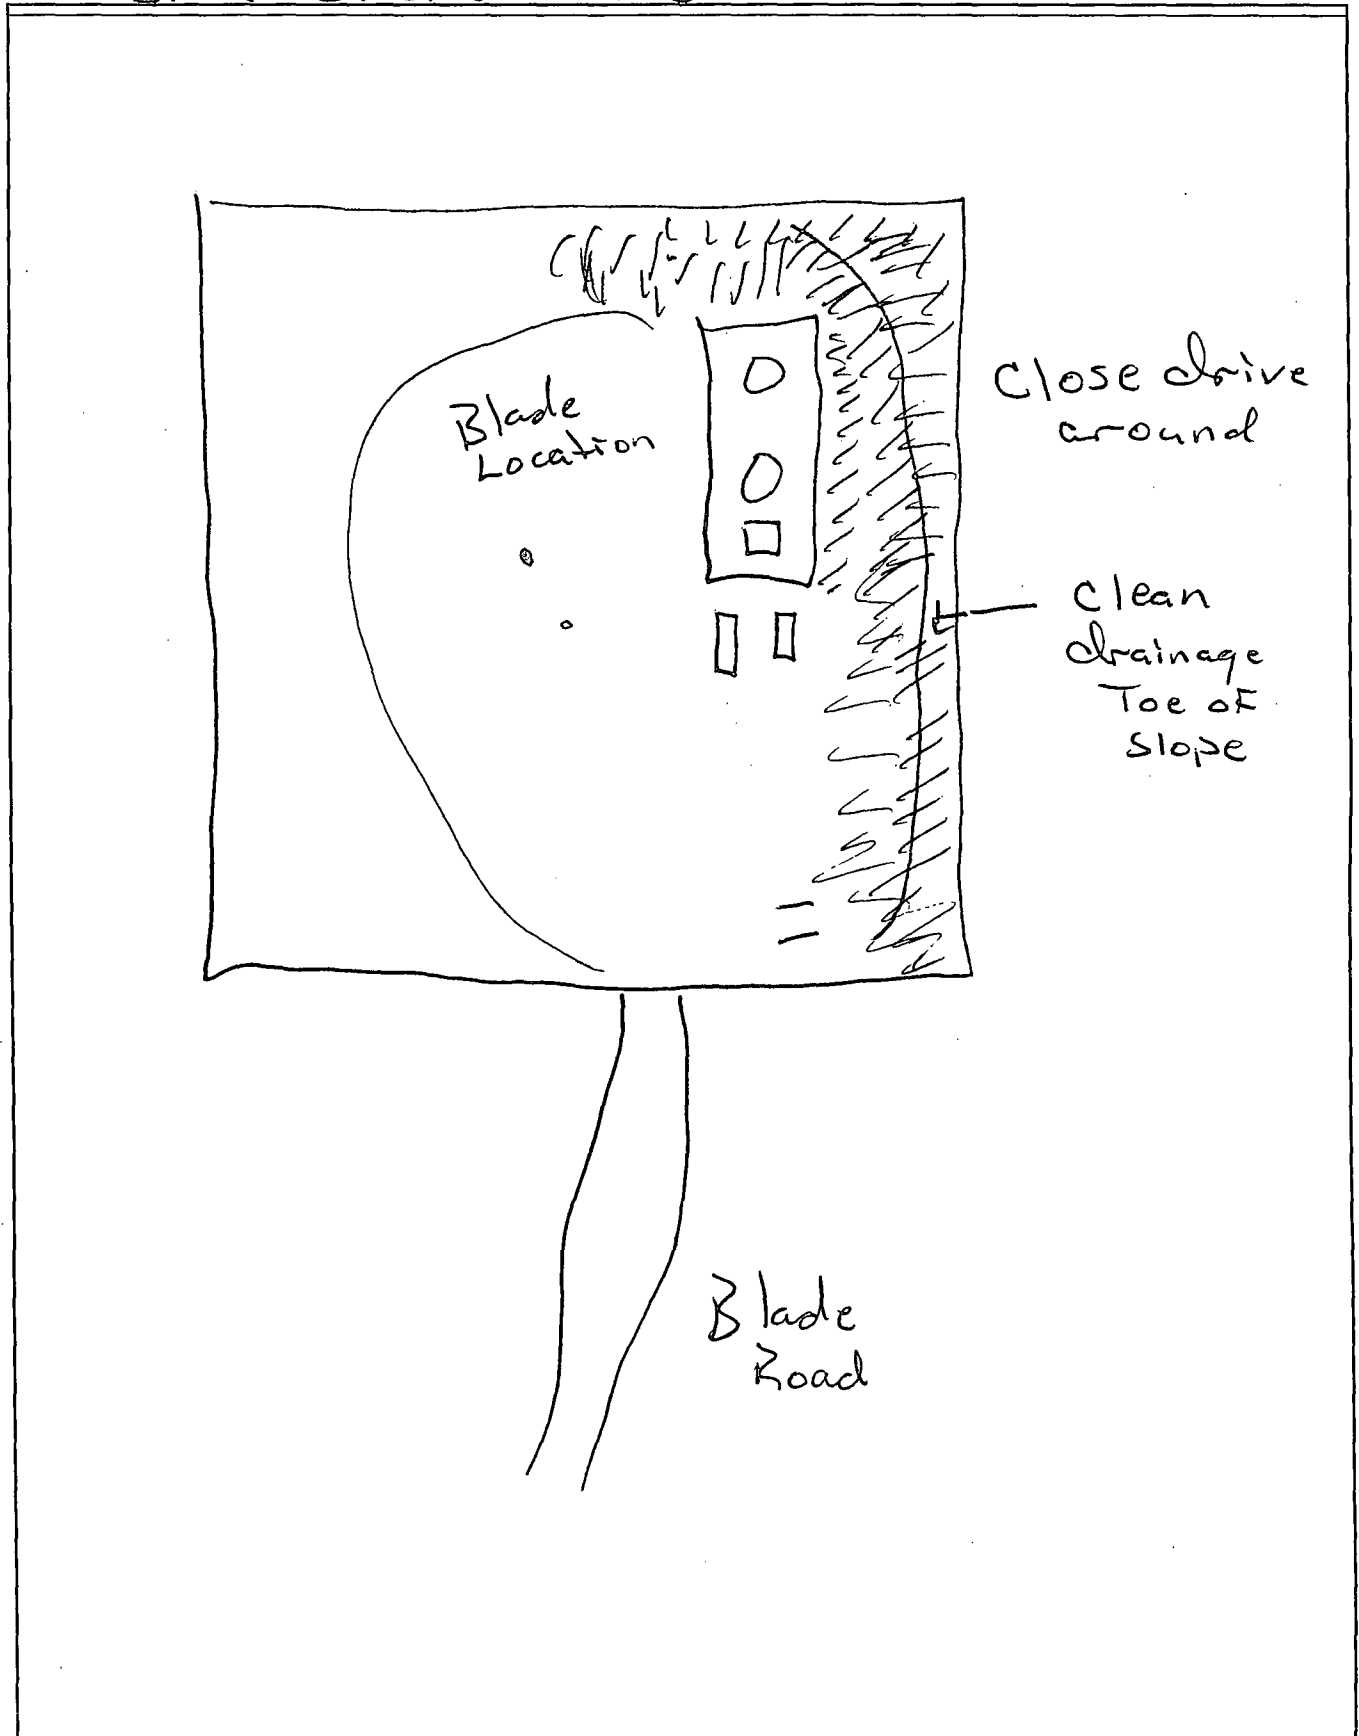 Blade
Location
Close drive
around
Clean
drainage
Toe of
Slope
Blade
Road